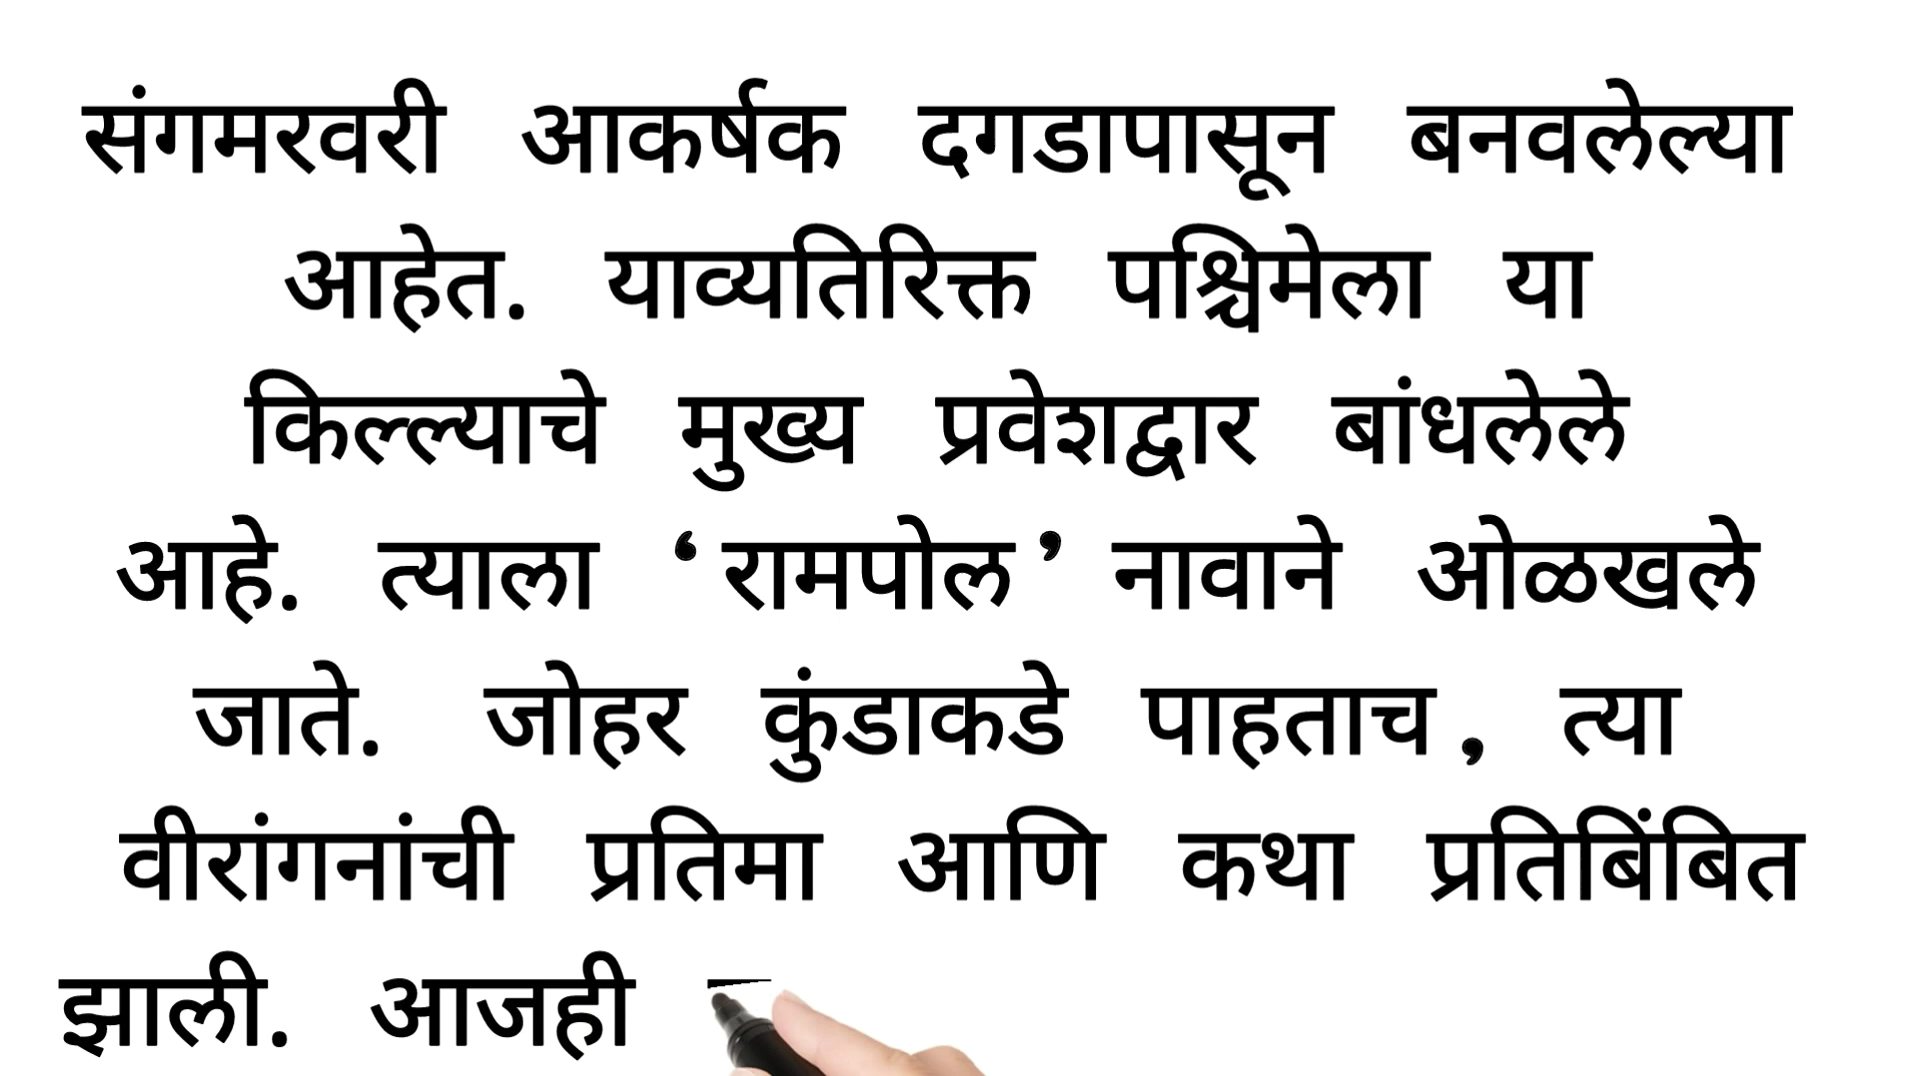 संगमरवरी आकर्षक दगडापासून बनवलेल्या
आहेत. याव्यतिरिक्त पश्चिमेला या
किल्ल्याचे मुख्य प्रवेशद्वार बांधलेले
आहे. त्याला ‘रामपोल’ नावाने ओळखले
जाते. जोहर कुंडाकडे पाहताच, त्या
वीरांगनांची प्रतिमा आणि कथा प्रतिबिंबित
झाली. आजही